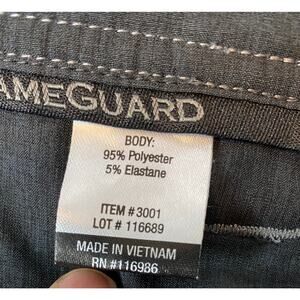 AMEGUARD
BODY:
95% Polyester
5% Elastane
ITEM #3001
LOT # 116689
MADE IN VIETNAM
RN #116986